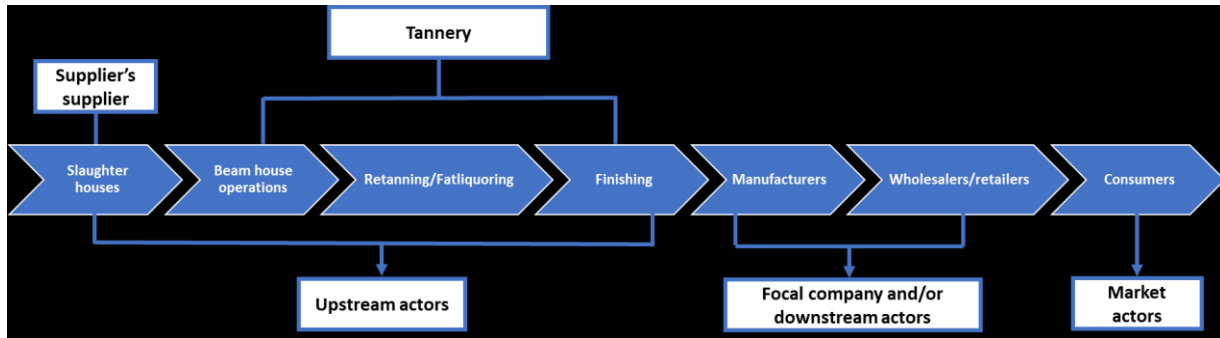 Tannery
Supplier’s
supplier
Slaughter
houses
Beam house
operations
Retanning/Fatliquoring
Finishing
Manufacturers
Wholesalers/retailers
Consumers
Upstream actors
Focal company and/or
downstream actors
Market
actors